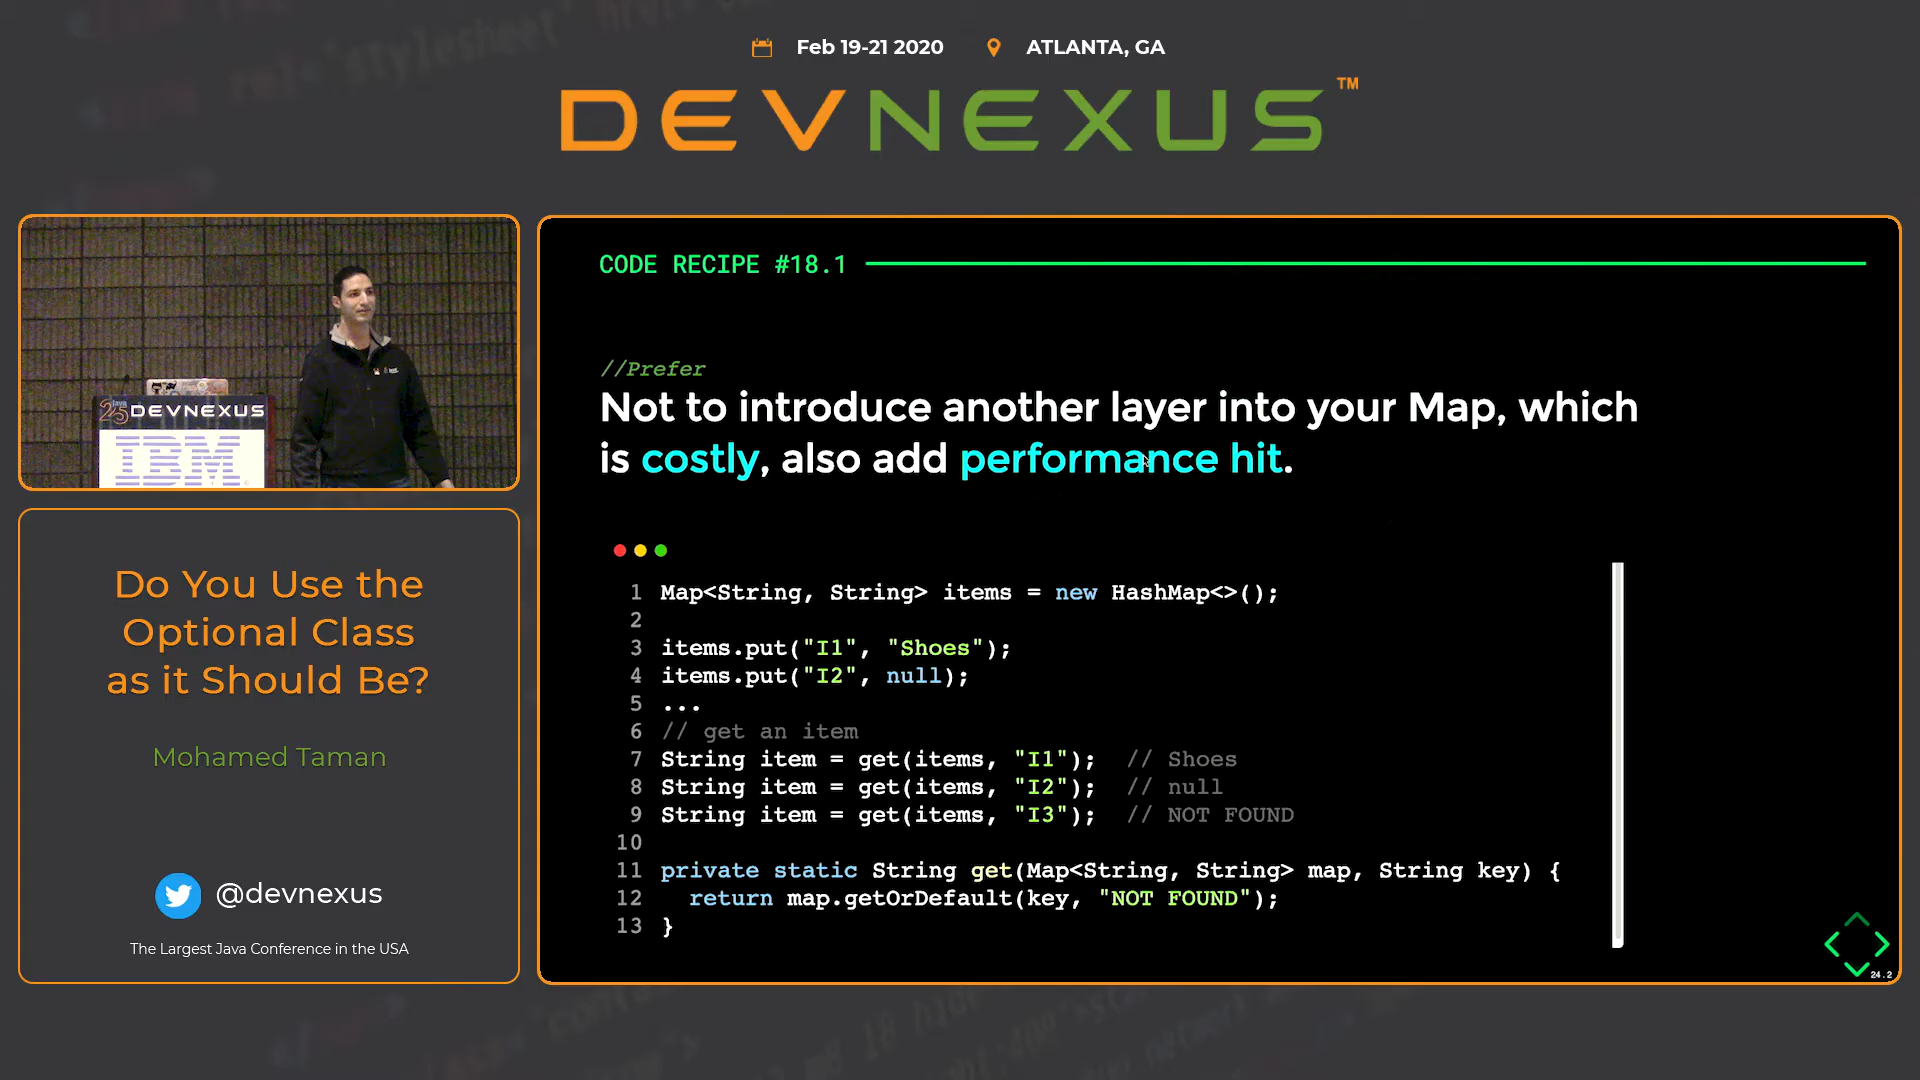 Feb 19-21 2020
ATLANTA, GA
DEVNEXUS™
Java
25 DEVNEXUS
IBM
Do You Use the
Optional Class
as it Should Be?
Mohamed Taman
@devnexus
The Largest Java Conference in the USA
CODE RECIPE #18.1
//Prefer
Not to introduce another layer into your Map, which
is costly, also add performance hit.
1 Map<String, String> items = new HashMap<>();
2
3 items.put("I1", "Shoes");
4 items.put("I2", null);
5 ...
6 // get an item
7 String item = get(items, "I1");  // Shoes
8 String item = get(items, "I2");  // null
9 String item = get(items, "I3");  // NOT FOUND
10
11 private static String get(Map<String, String> map, String key) {
12   return map.getOrDefault(key, "NOT FOUND");
13 }
24.2